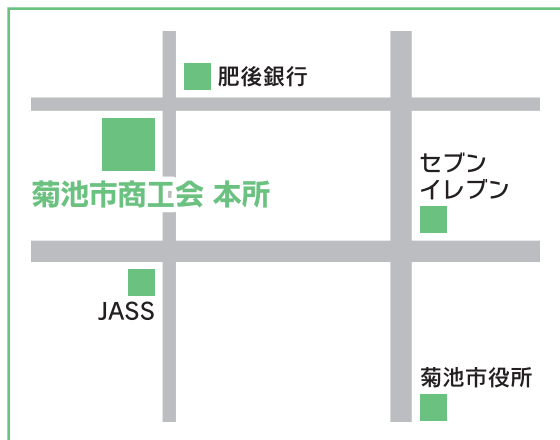 肥後銀行
菊池市商工会 本所
セブン
イレブン
JASS
菊池市役所